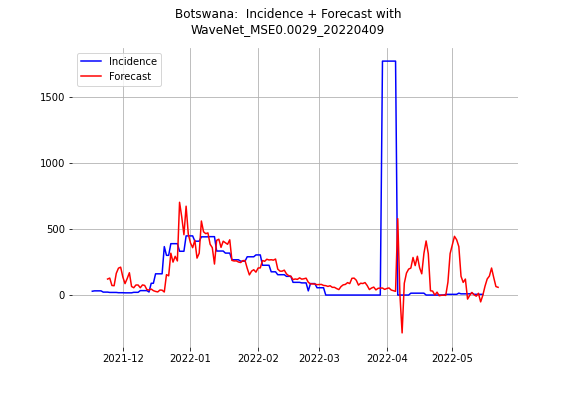 Botswana:  Incidence + Forecast with
WaveNet_MSE0.0029_20220409
Incidence
Forecast
1500
1000
500
0
2021-12
2022-01
2022-02
2022-03
2022-04
2022-05